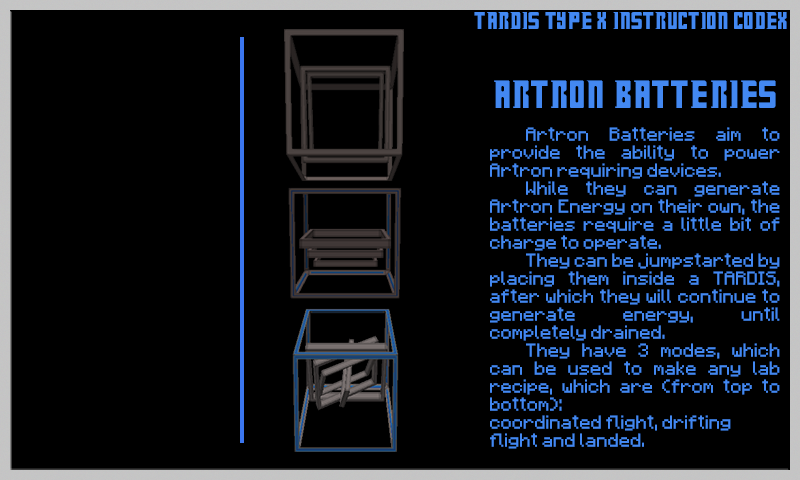 TARDIS TYPE X INSTRUCTION CODEX
ARTRON BATTERIES
Artron Batteries aim to
provide the ability to power
Artron requiring devices.
While they can generate
Artron Energy on their own, the
batteries require a little bit of
charge to operate.
They can be jumpstarted by
placing them inside a TARDIS,
after which they will continue to
generate energy, until
completely drained.
They have 3 modes, which
can be used to make any lab
recipe, which are (from top to
bottom):
coordinated flight, drifting
flight and landed.